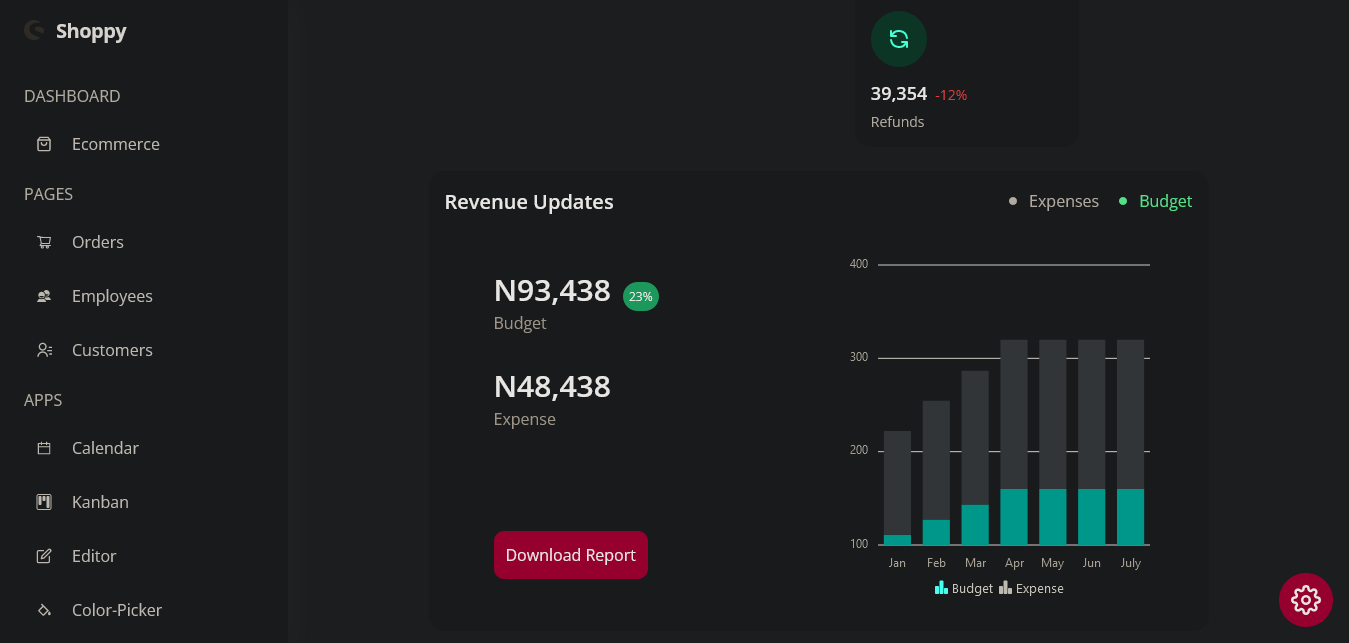 Shoppy
DASHBOARD
Ecommerce
PAGES
Orders
Employees
Customers
APPS
Calendar
Kanban
Editor
Color-Picker
39,354 -12%
Refunds
Revenue Updates
Expenses Budget
N93,438 23%
Budget
N48,438
Expense
Download Report
400
300
200
100
Jan Feb Mar Apr May Jun July
Budget Expense